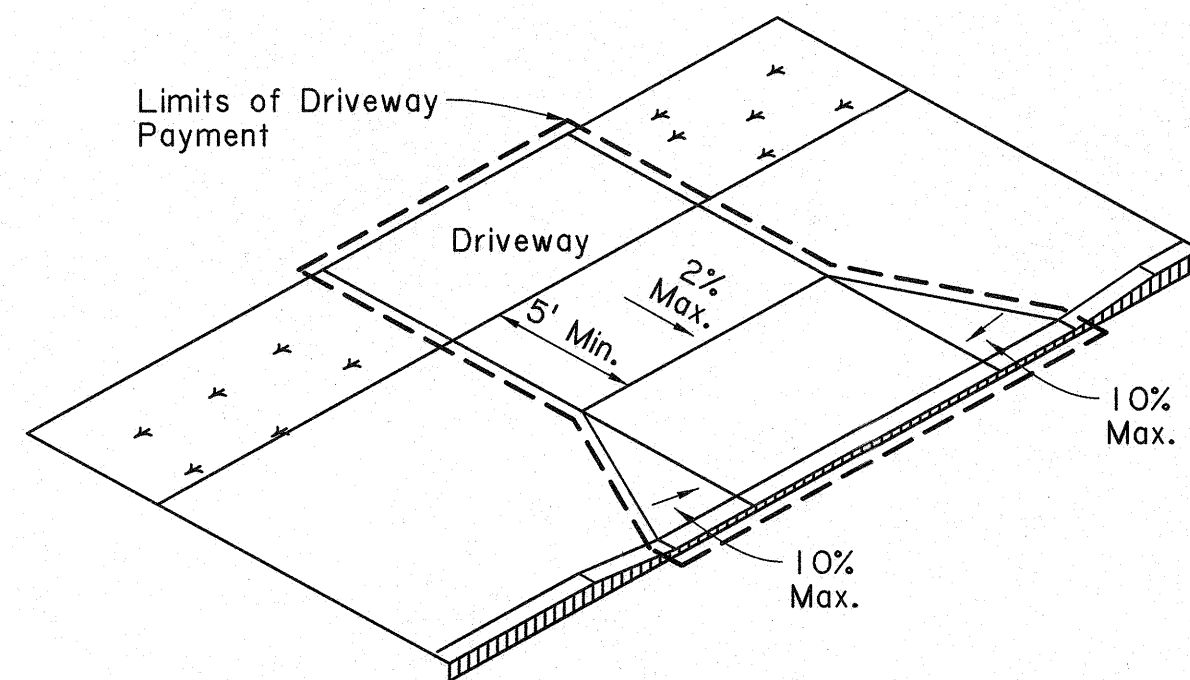 Limits of Driveway
Payment
Driveway
2%
Max.
5' Min.
10%
Max.
10%
Max.